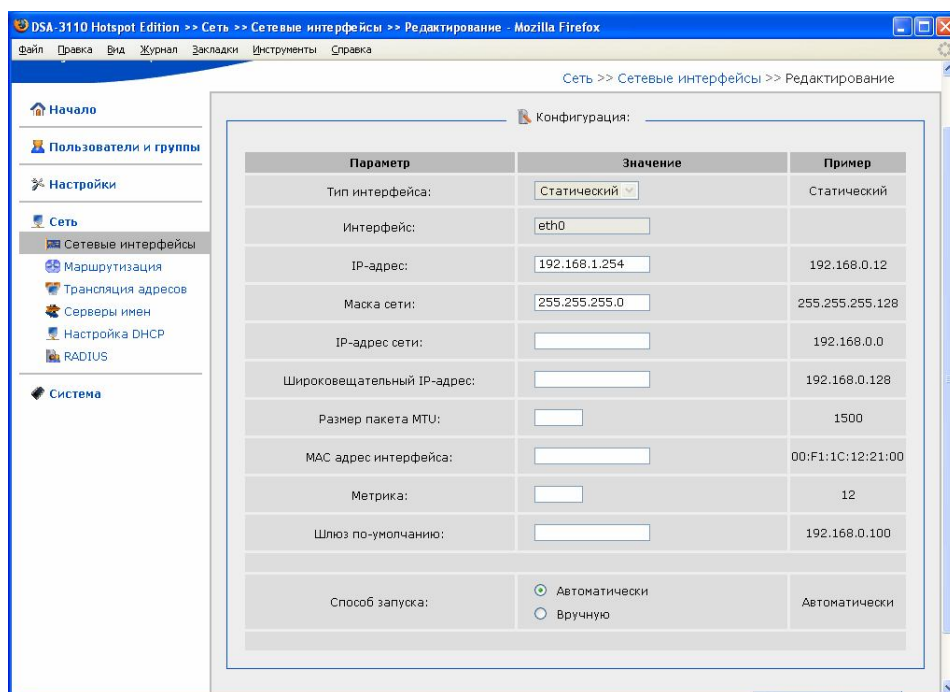 DSA-3110 Hotspot Edition >> Сеть >> Сетевые интерфейсы >> Редактирование - Mozilla Firefox
Файл Правка Вид Журнал Закладки Инструменты Справка
Сеть >> Сетевые интерфейсы >> Редактирование
Начало
Пользователи и группы
Настройки
Сеть
Сетевые интерфейсы
Маршрутизация
Трансляция адресов
Серверы имен
Настройка DHCP
RADIUS
Система
Конфигурация:
Параметр Значение Пример
Тип интерфейса: Статический Статический
Интерфейс: eth0
IP-адрес: 192.168.1.254 192.168.0.12
Маска сети: 255.255.255.0 255.255.255.128
IP-адрес сети: 192.168.0.0
Широковещательный IP-адрес: 192.168.0.128
Размер пакета MTU: 1500
MAC адрес интерфейса: 00:F1:1C:12:21:00
Метрика: 12
Шлюз по-умолчанию: 192.168.0.100
Способ запуска: Автоматически Автоматически
Вручную